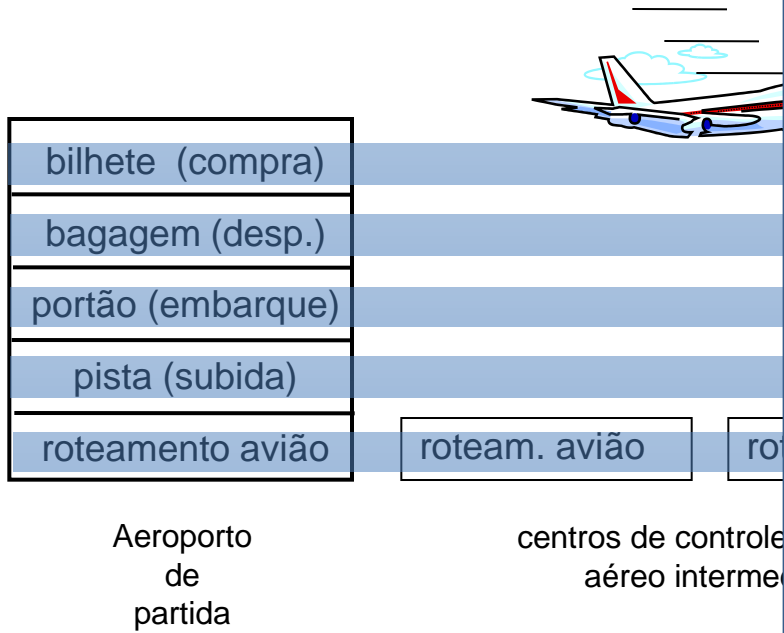 bilhete (compra)
bagagem (desp.)
portão (embarque)
pista (subida)
roteamento avião
roteam. avião
Aeroporto
de
partida
centros de controle
aéreo